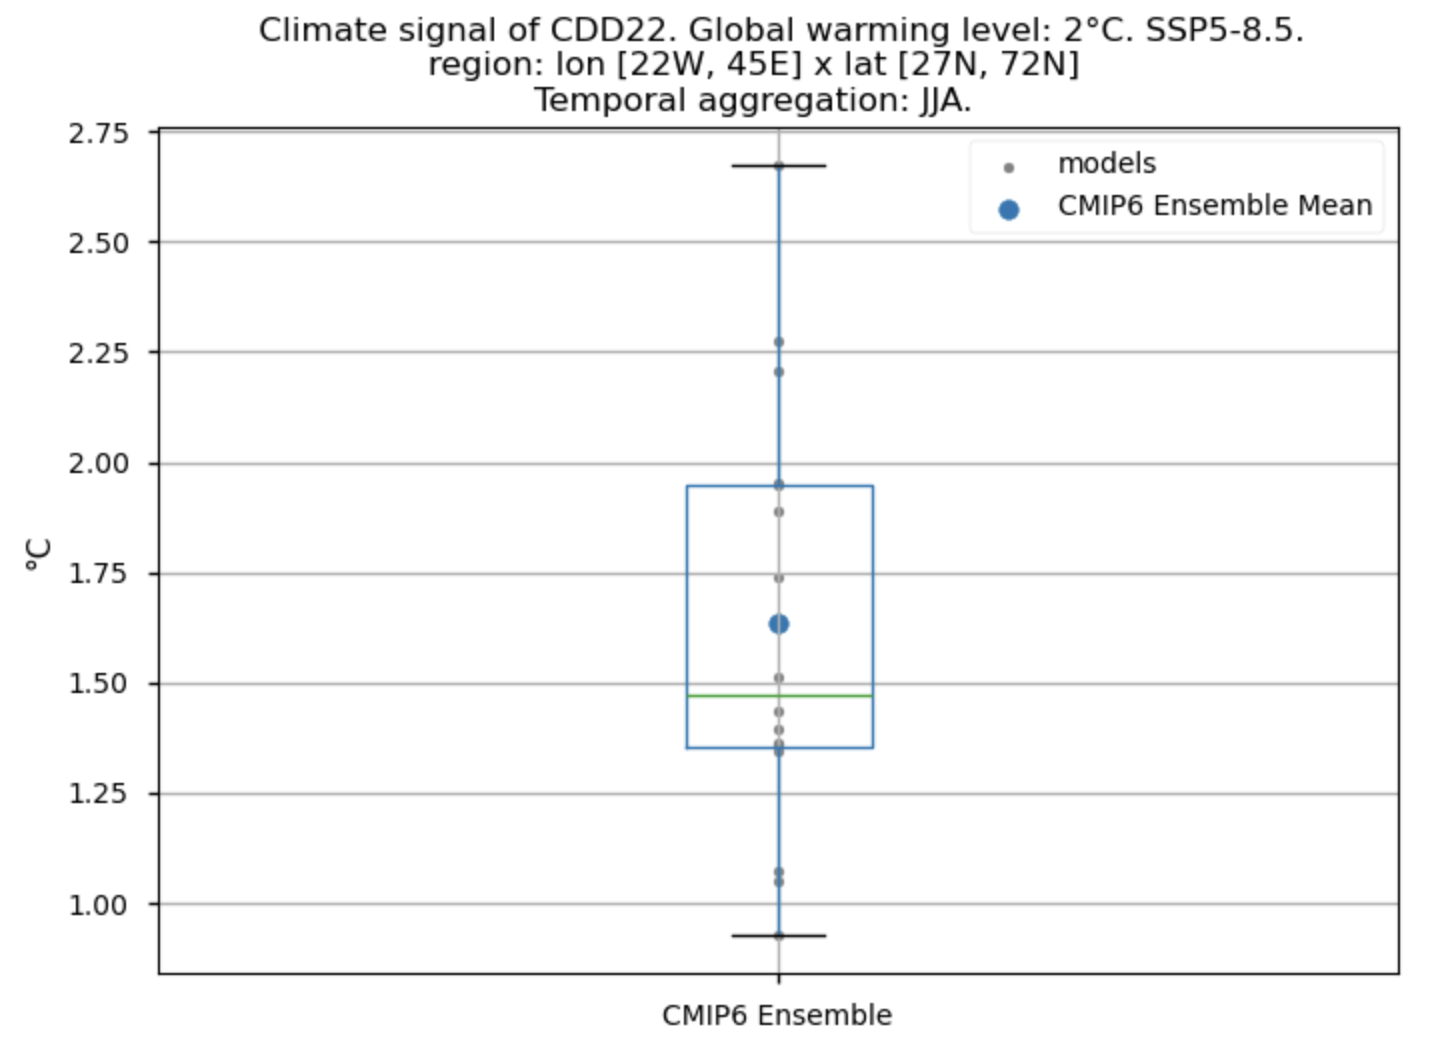 Climate signal of CDD22. Global warming level: 2°C. SSP5-8.5.
region: lon [22W, 45E] x lat [27N, 72N]
Temporal aggregation: JJA.
2.75
2.50
2.25
2.00
1.75
1.50
1.25
1.00
°C
models
CMIP6 Ensemble Mean
CMIP6 Ensemble